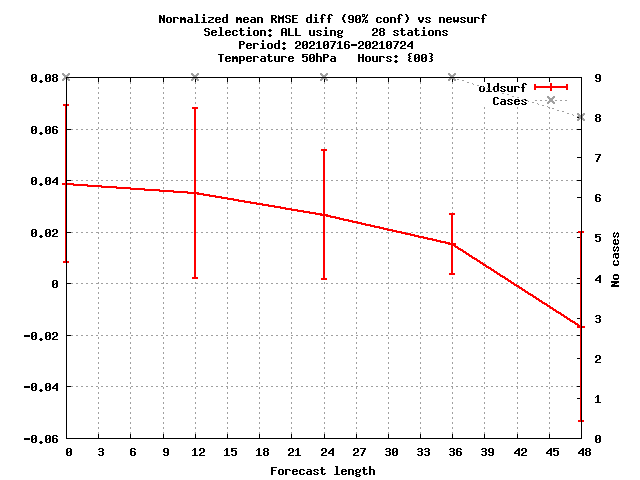 Normalized mean RMSE diff (90% conf) vs newsurf
Selection: ALL using 28 stations
Period: 20210716-20210724
Temperature 50hPa Hours: {00}
oldsurf
Cases
0.08
0.06
0.04
0.02
0
-0.02
-0.04
-0.06
9
8
7
6
5
4
3
2
1
0
No cases
0 3 6 9 12 15 18 21 24 27 30 33 36 39 42 45 48
Forecast length